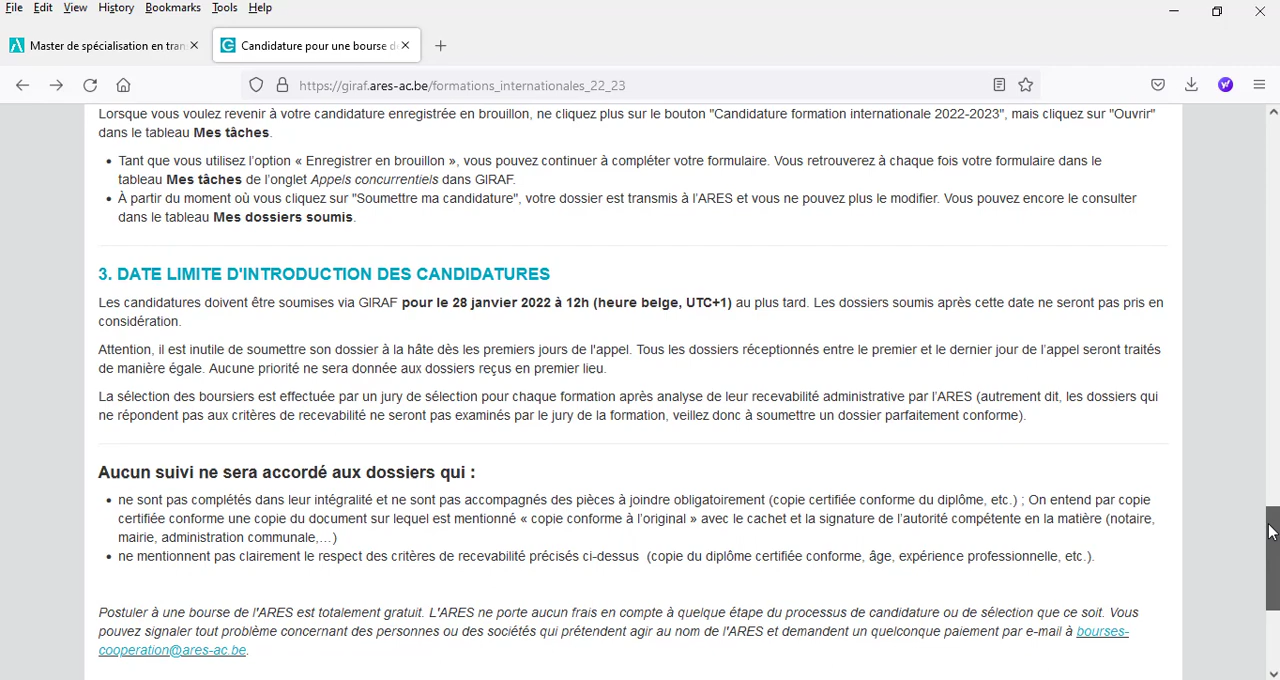 File Edit View History Bookmarks Tools Help
Master de spécialisation en tran
Candidature pour une bourse d
https://giraf.ares-ac.be/formations_internationales_22_23
Lorsque vous voulez revenir à votre candidature enregistrée en brouillon, ne cliquez plus sur le bouton "Candidature formation internationale 2022-2023", mais cliquez sur "Ouvrir"
dans le tableau Mes tâches.
• Tant que vous utilisez l'option « Enregistrer en brouillon », vous pouvez continuer à compléter votre formulaire. Vous retrouverez à chaque fois votre formulaire dans le
tableau Mes tâches de l'onglet Appels concurrentiels dans GIRAF.
• À partir du moment où vous cliquez sur "Soumettre ma candidature", votre dossier est transmis à l'ARES et vous ne pouvez plus le modifier. Vous pouvez encore le consulter
dans le tableau Mes dossiers soumis.
3. DATE LIMITE D'INTRODUCTION DES CANDIDATURES
Les candidatures doivent être soumises via GIRAF pour le 28 janvier 2022 à 12h (heure belge, UTC+1) au plus tard. Les dossiers soumis après cette date ne seront pas pris en
considération.
Attention, il est inutile de soumettre son dossier à la hâte dès les premiers jours de l'appel. Tous les dossiers réceptionnés entre le premier et le dernier jour de l'appel seront traités
de manière égale. Aucune priorité ne sera donnée aux dossiers reçus en premier lieu.
La sélection des boursiers est effectuée par un jury de sélection pour chaque formation après analyse de leur recevabilité administrative par l'ARES (autrement dit, les dossiers qui
ne répondent pas aux critères de recevabilité ne seront pas examinés par le jury de la formation, veillez donc à soumettre un dossier parfaitement conforme).
Aucun suivi ne sera accordé aux dossiers qui :
• ne sont pas complétés dans leur intégralité et ne sont pas accompagnés des pièces à joindre obligatoirement (copie certifiée conforme du diplôme, etc.) ; On entend par copie
certifiée conforme une copie du document sur lequel est mentionné « copie conforme à l'original » avec le cachet et la signature de l'autorité compétente en la matière (notaire,
mairie, administration communale,...)
• ne mentionnent pas clairement le respect des critères de recevabilité précisés ci-dessus (copie du diplôme certifiée conforme, âge, expérience professionnelle, etc.).
Postuler à une bourse de l'ARES est totalement gratuit. L'ARES ne porte aucun frais en compte à quelque étape du processus de candidature ou de sélection que ce soit. Vous
pouvez signaler tout problème concernant des personnes ou des sociétés qui prétendent agir au nom de l'ARES et demandent un quelconque paiement par e-mail à bourses-
cooperation@ares-ac.be.